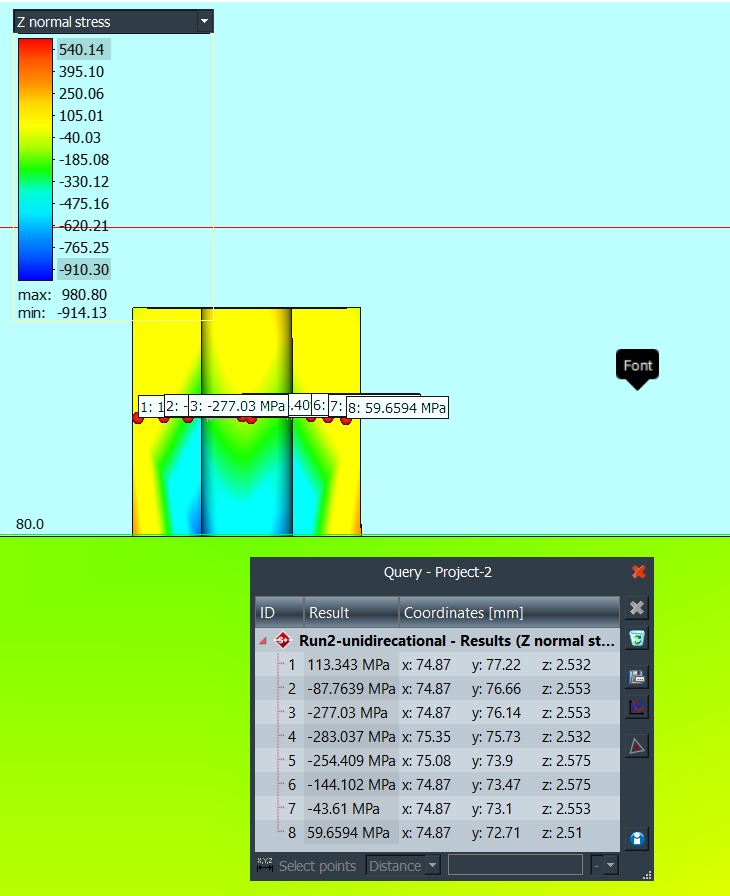 Z normal stress
540.14
395.10
250.06
105.01
-40.03
-185.08
-330.12
-475.16
-620.21
-765.25
-910.30
max: 980.80
min: -914.13
Font
1: 1 2: - 3: -277.03 MPa .40 6: 7: 8: 59.6594 MPa
80.0
Query - Project-2
ID Result Coordinates [mm]
Run2-unidirecational - Results (Z normal st...
1 113.343 MPa x: 74.87 y: 77.22 z: 2.532
2 -87.7639 MPa x: 74.87 y: 76.66 z: 2.553
3 -277.03 MPa x: 74.87 y: 76.14 z: 2.553
4 -283.037 MPa x: 75.35 y: 75.73 z: 2.532
5 -254.409 MPa x: 75.08 y: 73.9 z: 2.575
6 -144.102 MPa x: 74.87 y: 73.47 z: 2.575
7 -43.61 MPa x: 74.87 y: 73.1 z: 2.553
8 59.6594 MPa x: 74.87 y: 72.71 z: 2.51
X,Y,Z Select points Distance -